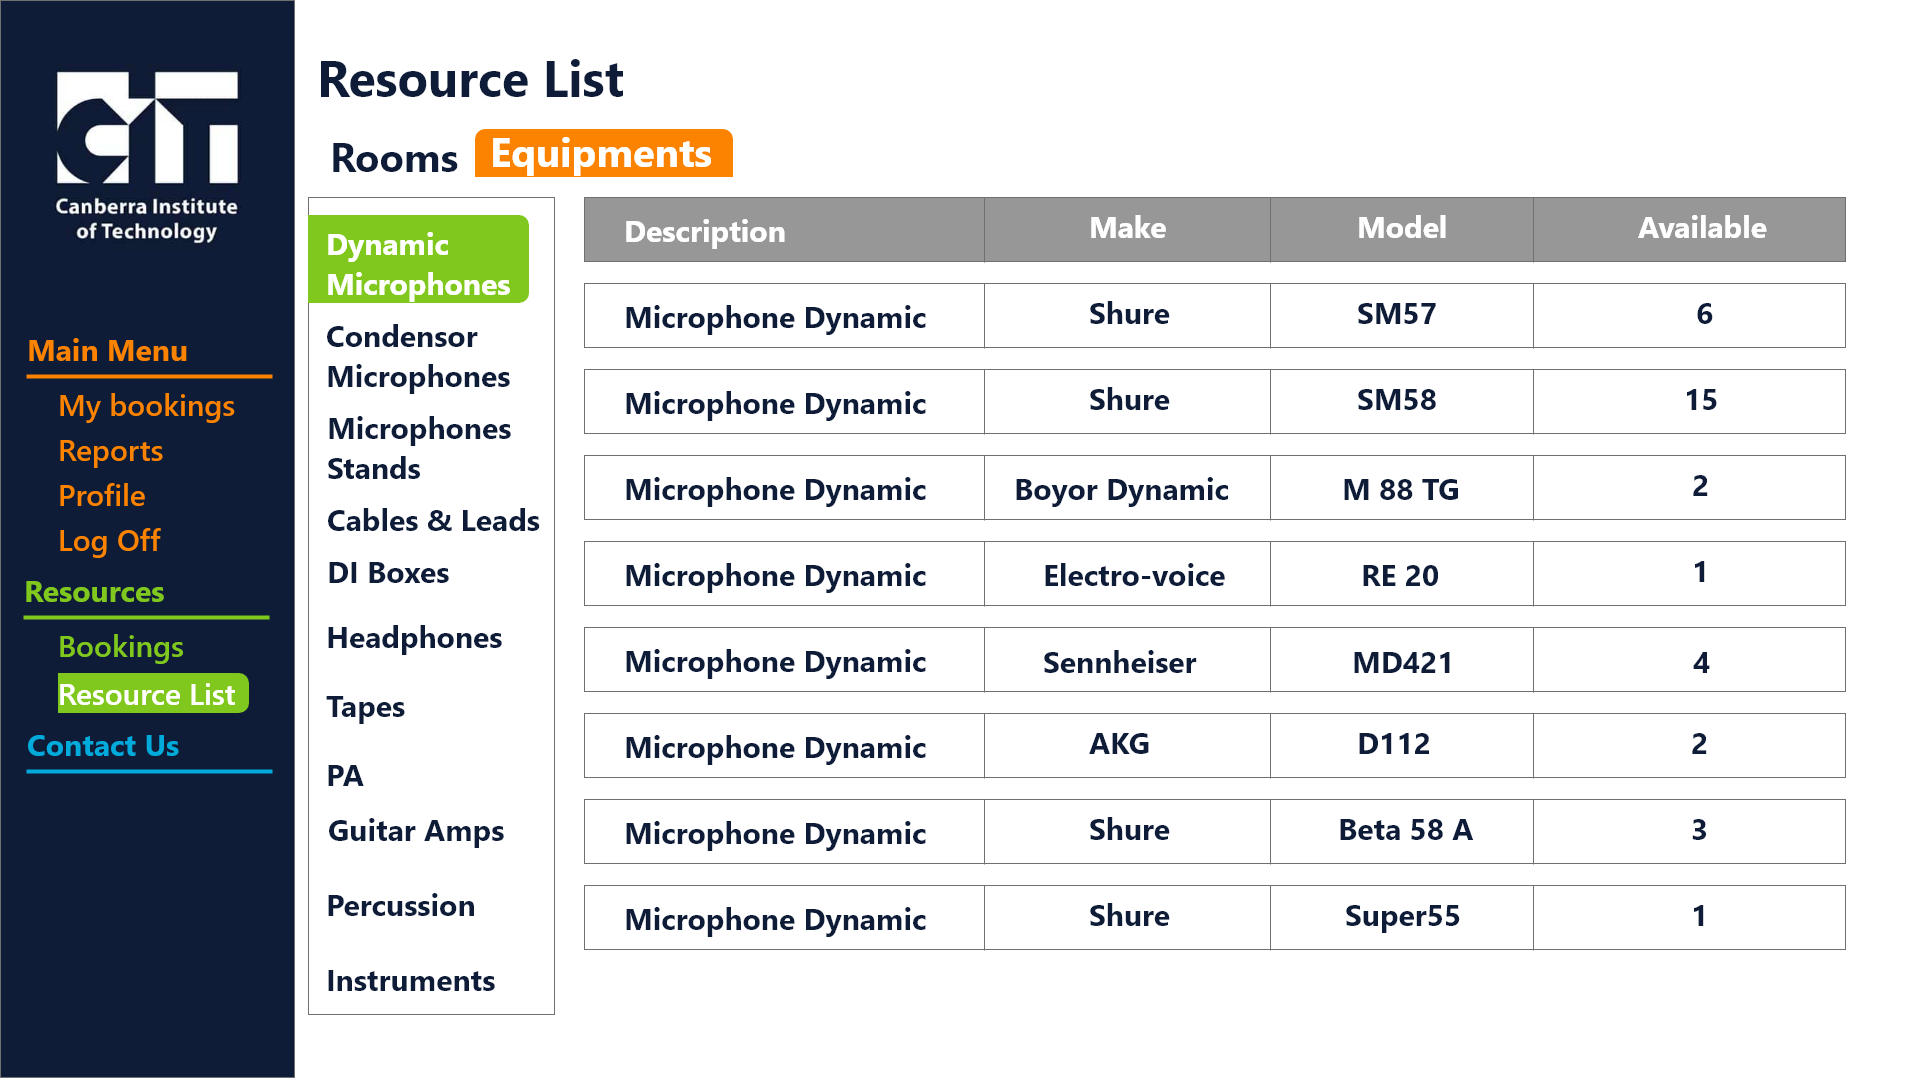 CIT
Canberra Institute
of Technology
Main Menu
My bookings
Reports
Profile
Log Off
Resources
Bookings
Resource List
Contact Us
Resource List
Rooms Equipments
Dynamic
Microphones
Condensor
Microphones
Microphones
Stands
Cables & Leads
DI Boxes
Headphones
Tapes
PA
Guitar Amps
Percussion
Instruments
Description Make Model Available
Microphone Dynamic Shure SM57 6
Microphone Dynamic Shure SM58 15
Microphone Dynamic Boyor Dynamic M 88 TG 2
Microphone Dynamic Electro-voice RE 20 1
Microphone Dynamic Sennheiser MD421 4
Microphone Dynamic AKG D112 2
Microphone Dynamic Shure Beta 58 A 3
Microphone Dynamic Shure Super55 1